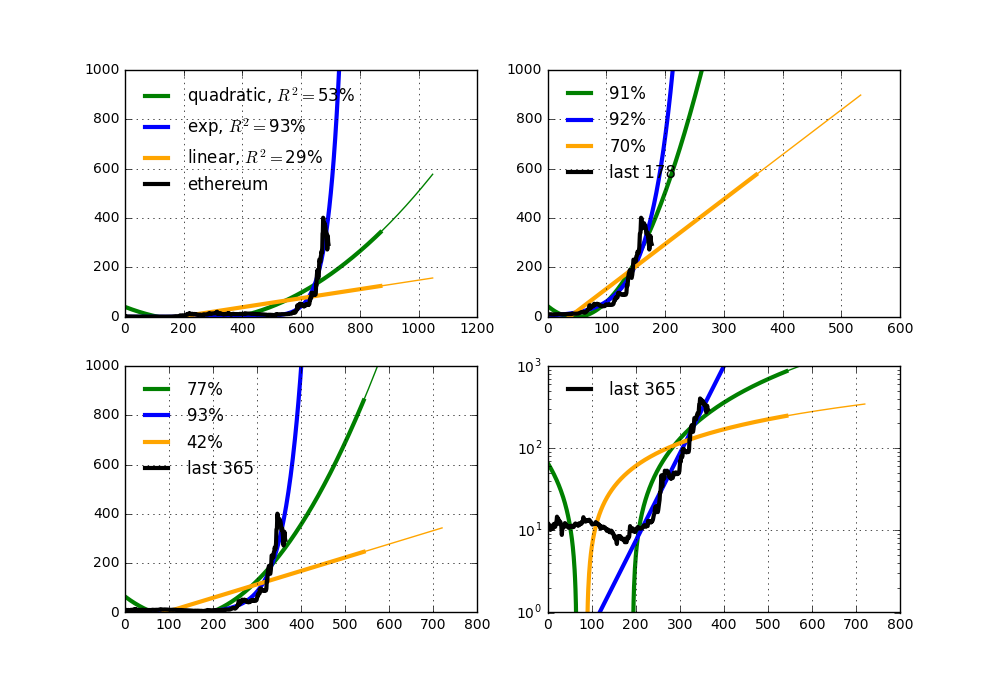 1000
800
600
400
200
0
quadratic, R² = 53%
exp, R² = 93%
linear, R² = 29%
ethereum
0 200 400 600 800 1000 1200
1000
800
600
400
200
0
91%
92%
70%
last 178
0 100 200 300 400 500 600
1000
800
600
400
200
0
77%
93%
42%
last 365
0 100 200 300 400 500 600 700 800
10³
10²
10¹
10⁰
last 365
0 100 200 300 400 500 600 700 800